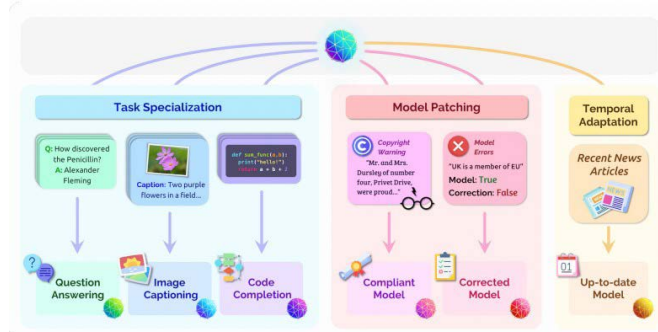 Task Specialization
Model Patching
Temporal
Adaptation
Q: How discovered
the Penicillin?
A: Alexander
Fleming
Caption: Two purple
flowers in a field...
def sum_func(a,b):
print("hello!")
return a + b + 2
Copyright
Warning
"Mr. and Mrs.
Dursley of number
four, Privet Drive,
were proud..."
Model
Errors
"UK is a member of EU"
Model: True
Correction: False
Recent News
Articles
NEWS
Question
Answering
Image
Captioning
Code
Completion
Compliant
Model
Corrected
Model
01
Up-to-date
Model